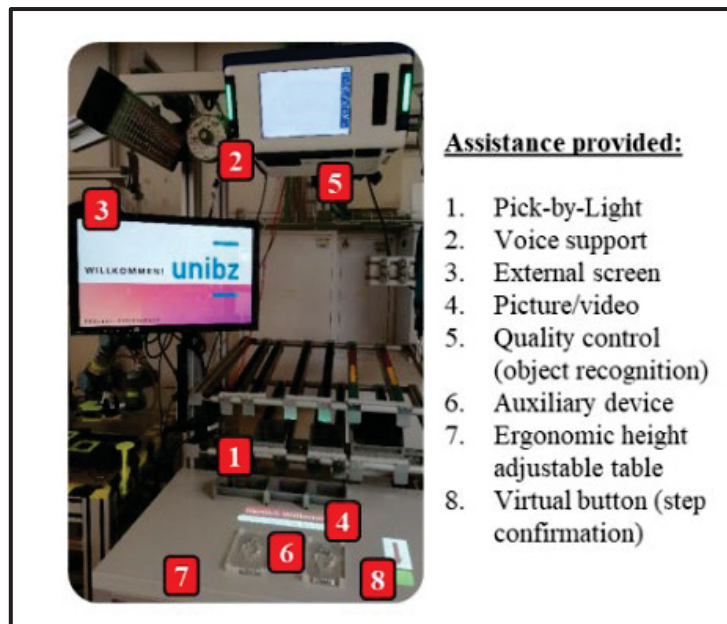 2
5
3
WILLKOMMEN! unibz
1
4
6
7
8
Assistance provided:
1. Pick-by-Light
2. Voice support
3. External screen
4. Picture/video
5. Quality control
(object recognition)
6. Auxiliary device
7. Ergonomic height
adjustable table
8. Virtual button (step
confirmation)